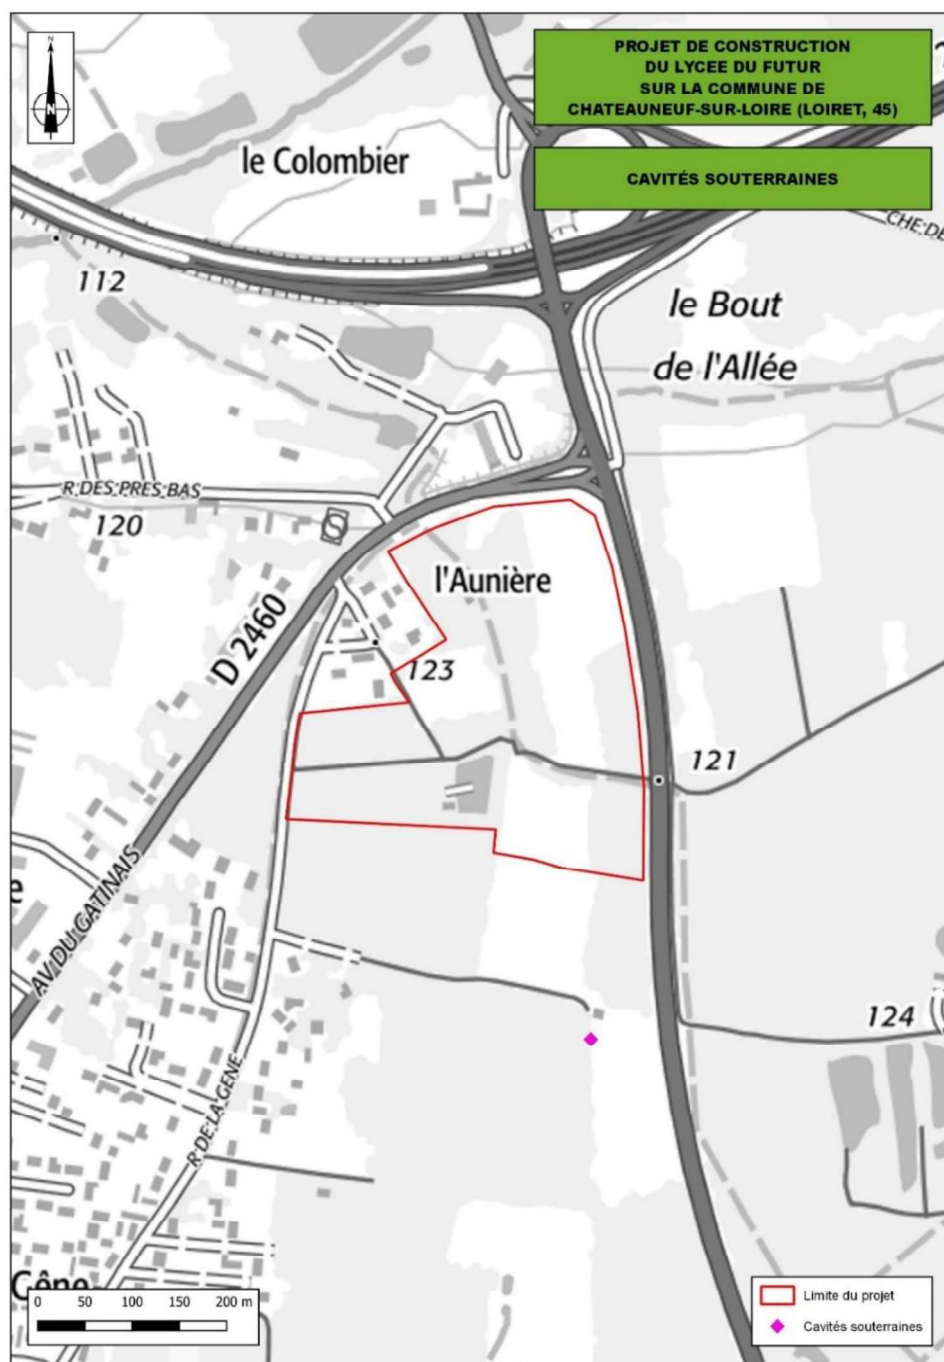 PROJET DE CONSTRUCTION
DU LYCEE DU FUTUR
SUR LA COMMUNE DE
CHATEAUNEUF-SUR-LOIRE (LOIRET, 45)
CAVITÉS SOUTERRAINES
N
le Colombier
CHE DE
112
le Bout
de l'Allée
R DES PRES BAS
120
l'Aunière
D 2460
123
121
e
AV DU GATINAIS
124
R DE LA GENE
Gêne
0 50 100 150 200 m
Limite du projet
Cavités souterraines